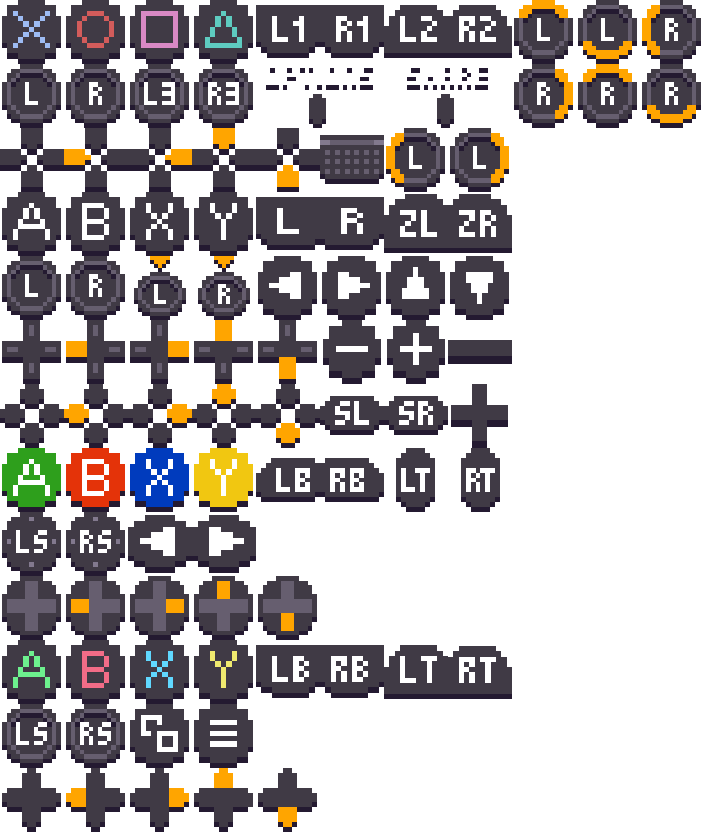 X O □ △ L1 R1 L2 R2 L L R
L R L3 R3 R R R
L L
A B X Y L R ZL ZR
L R L R
− +
SL SR
A B X Y LB RB LT RT
LS RS
A B X Y LB RB LT RT
LS RS